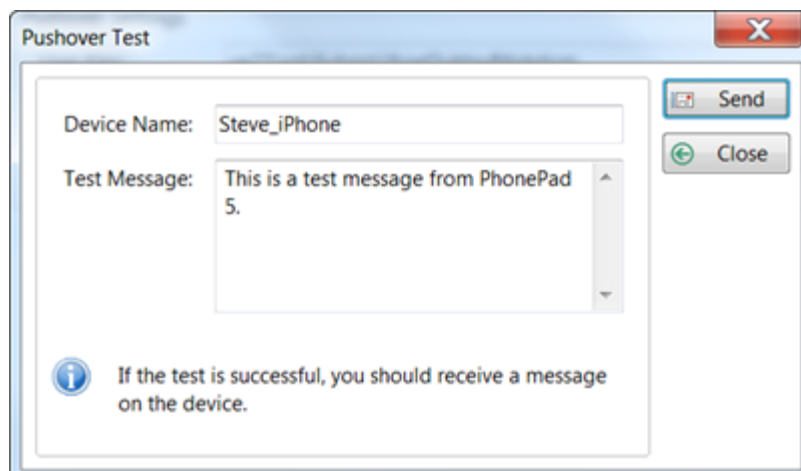 Pushover Test
Device Name: Steve_iPhone
Send
Close
Test Message: This is a test message from PhonePad
5.
If the test is successful, you should receive a message
on the device.